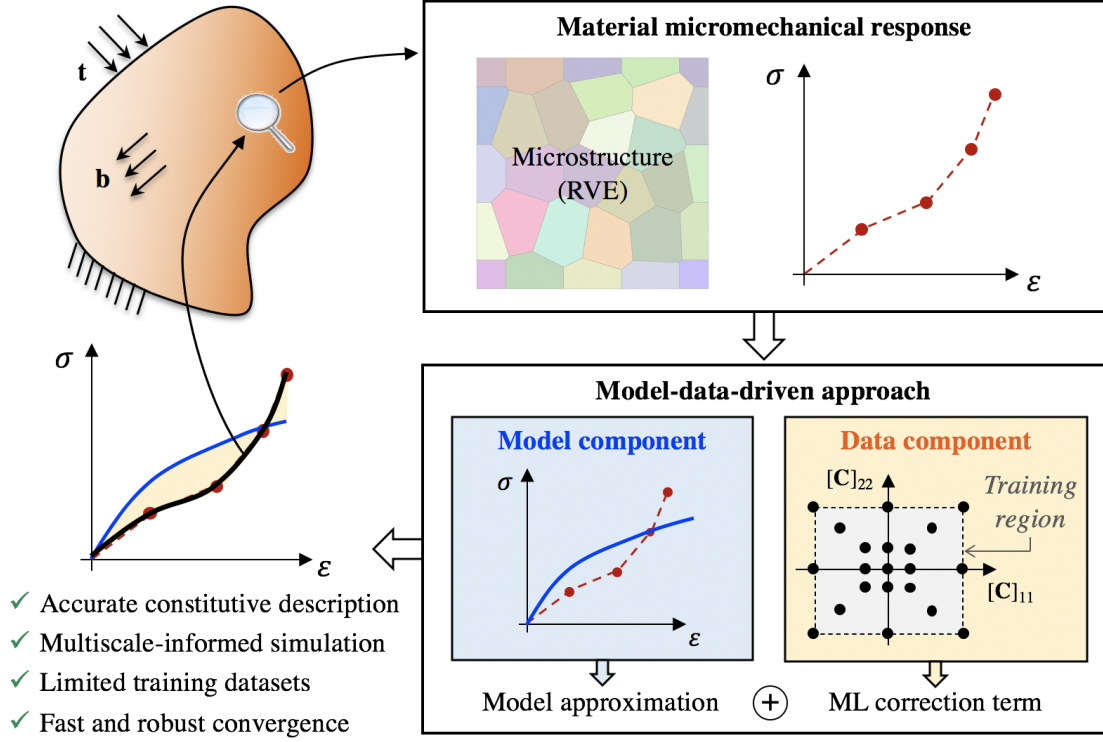 t
b
Material micromechanical response
Microstructure
(RVE)
σ
ε
Model-data-driven approach
Model component
σ
ε
Data component
[C]₂₂
Training
region
[C]₁₁
Model approximation
+
ML correction term
σ
ε
✓ Accurate constitutive description
✓ Multiscale-informed simulation
✓ Limited training datasets
✓ Fast and robust convergence